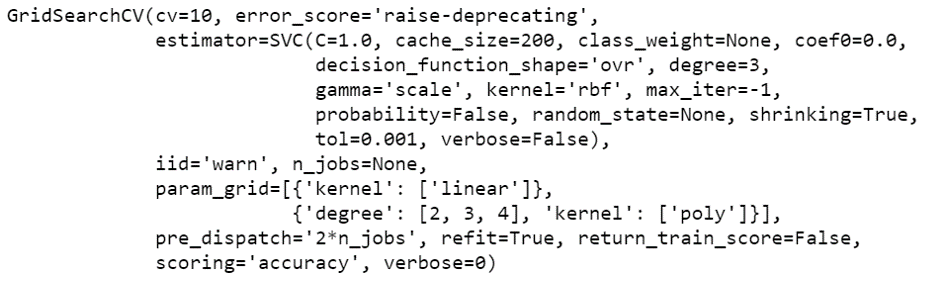 GridSearchCV(cv=10, error_score='raise-deprecating',
             estimator=SVC(C=1.0, cache_size=200, class_weight=None, coef0=0.0,
                           decision_function_shape='ovr', degree=3,
                           gamma='scale', kernel='rbf', max_iter=-1,
                           probability=False, random_state=None, shrinking=True,
                           tol=0.001, verbose=False),
             iid='warn', n_jobs=None,
             param_grid=[{'kernel': ['linear']},
                         {'degree': [2, 3, 4], 'kernel': ['poly']}],
             pre_dispatch='2*n_jobs', refit=True, return_train_score=False,
             scoring='accuracy', verbose=0)